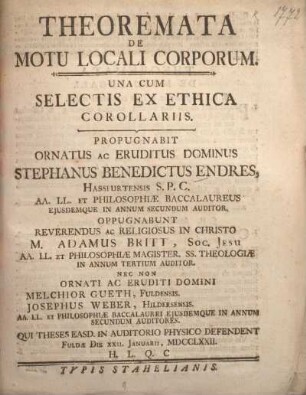 1772
THEOREMATA
DE
MOTU LOCALI CORPORUM.
UNA CUM
SELECTIS EX ETHICA
COROLLARIIS.
PROPUGNABIT
ORNATUS AC ERUDITUS DOMINUS
STEPHANUS BENEDICTUS ENDRES,
HASSIURTENSIS S. P. C.
AA. LL. ET PHILOSOPHIÆ BACCALAUREUS
EJUSDEMQUE IN ANNUM SECUNDUM AUDITOR.
OPPUGNABUNT
REVERENDUS AC RELIGIOSUS IN CHRISTO
M. ADAMUS BRITT, SOC. JESU
AA. LL. ET PHILOSOPHIÆ MAGISTER. SS. THEOLOGIÆ
IN ANNUM TERTIUM AUDITOR.
NEC NON
ORNATI AC ERUDITI DOMINI
MELCHIOR GUETH, FULDENSIS.
JOSEPHUS WEBER, HILDERSENSIS.
AA. LL. ET PHILOSOPHIÆ BACCALAUREI EJUSDEMQUE IN ANNUM
SECUNDUM AUDITORES.
QUI THESES EASD. IN AUDITORIO PHYSICO DEFENDENT
FULDÆ DIE XXII. JANUARII, MDCCLXXII.
H. L. Q. C
TYPIS STAHELIANIS.